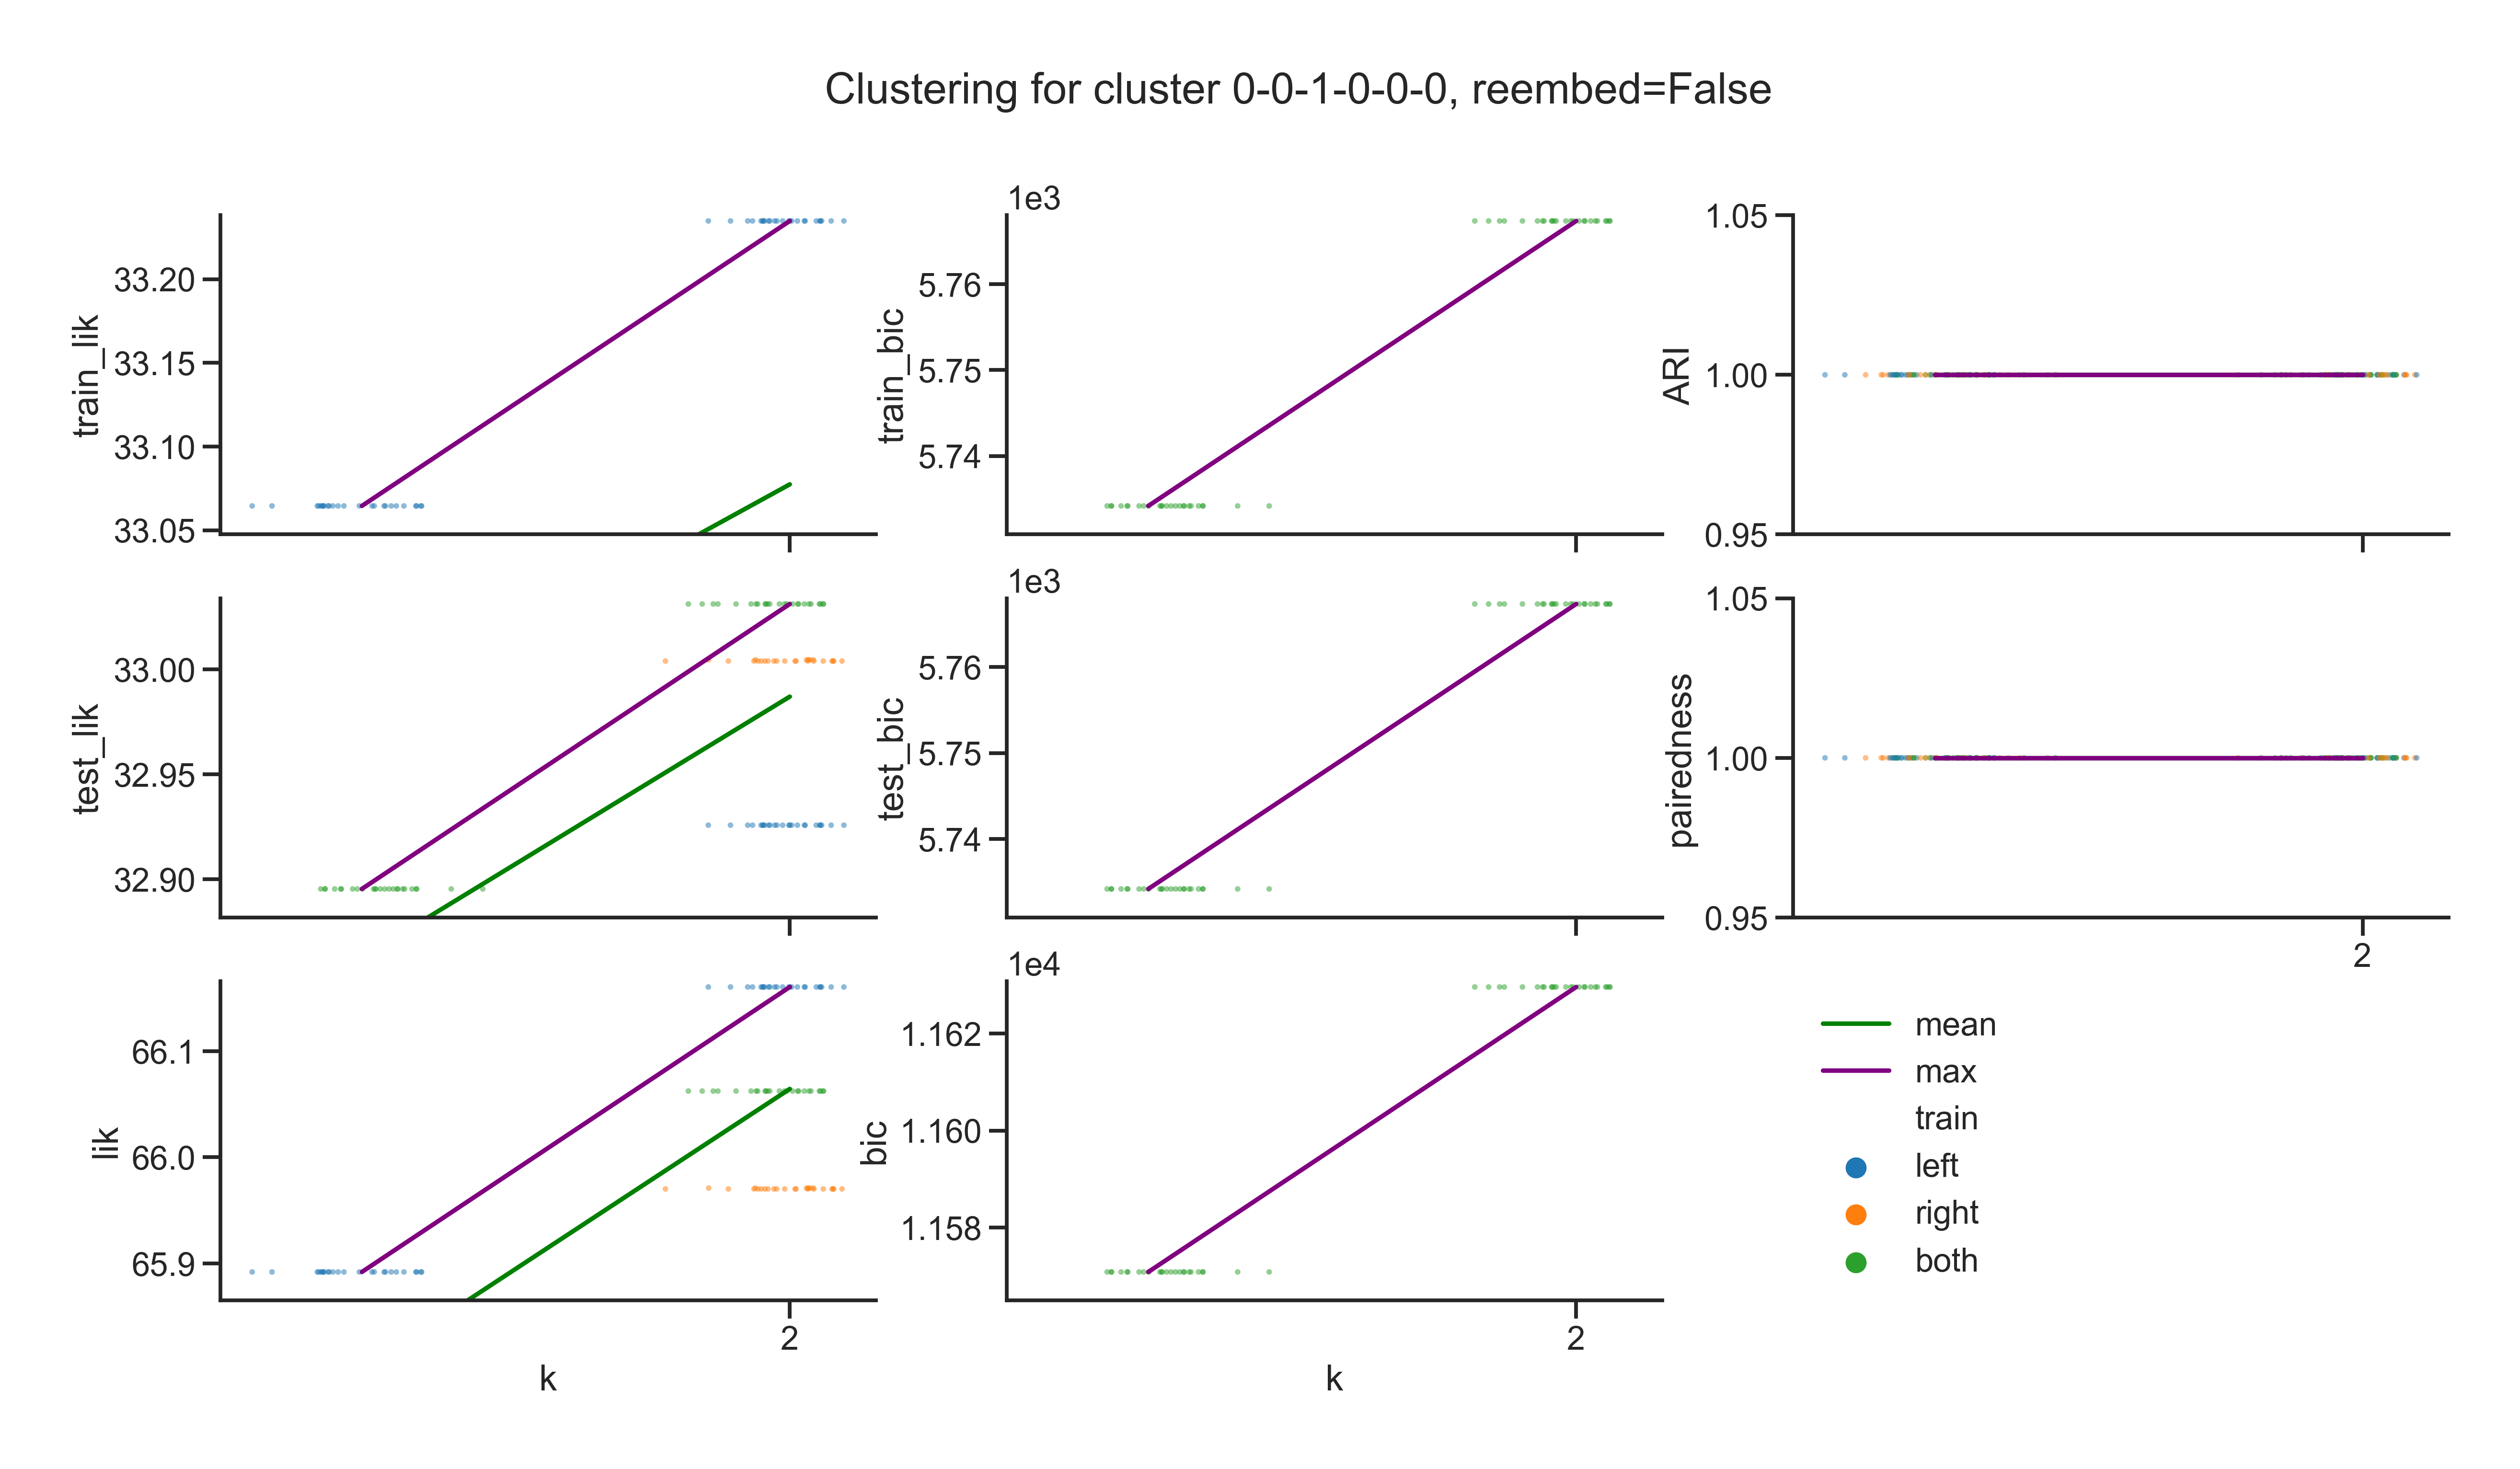 Clustering for cluster 0-0-1-0-0-0, reembed=False
train_lik
33.20
33.15
33.10
33.05
1e3
train_bic
5.76
5.75
5.74
ARI
1.05
1.00
0.95
test_lik
33.00
32.95
32.90
1e3
test_bic
5.76
5.75
5.74
pairedness
1.05
1.00
0.95
2
lik
66.1
66.0
65.9
2
k
1e4
bic
1.162
1.160
1.158
2
k
mean
max
train
left
right
both